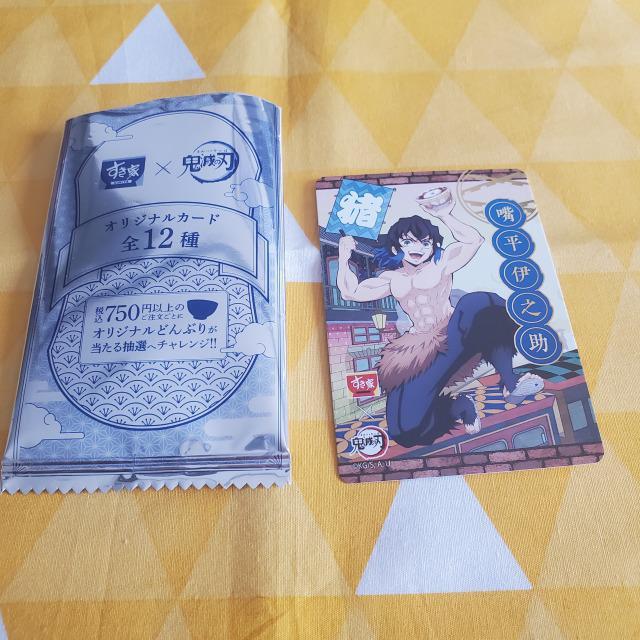 すき家 × 鬼滅の刃
オリジナルカード
全12種
税込750円以上の
ご注文ごとに
オリジナルどんぶりが
当たる抽選へチャレンジ!!
猪
嘴平伊之助
すき家
×
鬼滅の刃
©KG/S,A,U